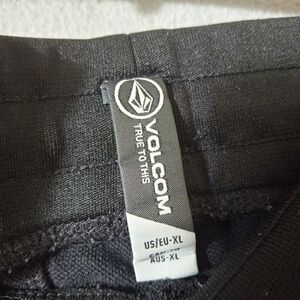 VOLCOM
TRUE TO THIS
US/EU-XL
AUS-XL